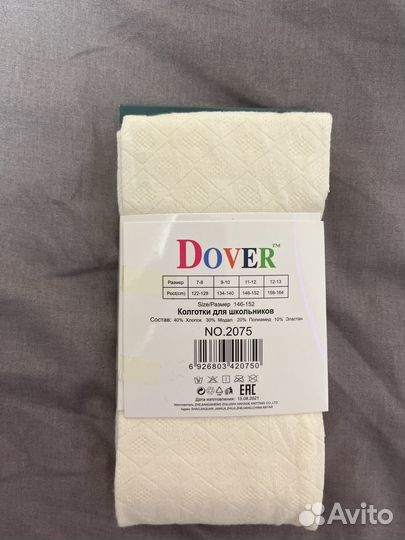 DOVER™
Размер 7-8 9-10 11-12 12-13
Рост(cm) 122-128 134-140 146-152 158-164
Size/Размер 146-152
Колготки для школьников
Состав: 40% Хлопок 30% Модал 20% Полиамид 10% Эластан
NO.2075
6 926803 420750
EAC
Дата изготовления: 15.08.2021
Avito